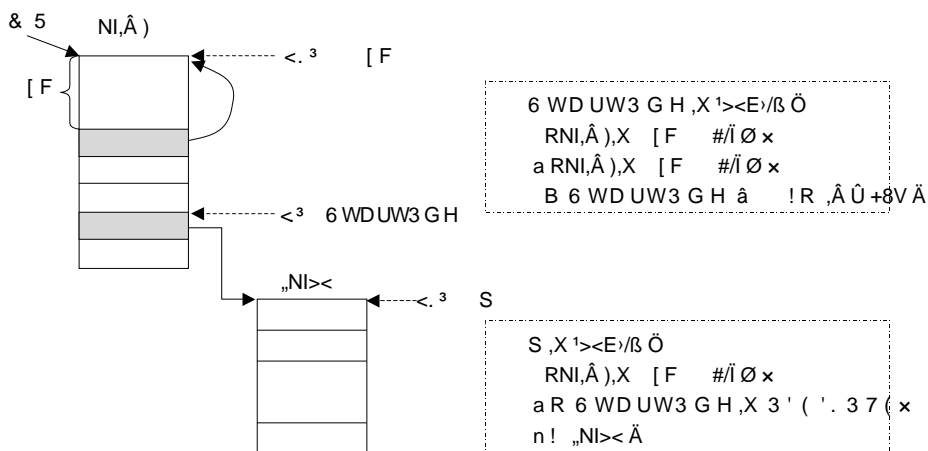 & 5 NI,Â )
<. ³ [ F
[ F
6 WD UW3 G H ,X ¹><E›/ß Ö
RNI,Â ),X [ F #/Ï Ø ×
a RNI,Â ),X [ F #/Ï Ø ×
B 6 WD UW3 G H â ! R ,Â Û +8V Ä
< ³ 6 WD UW3 G H
„NI><
<. ³ S
S ,X ¹><E›/ß Ö
RNI,Â ),X [ F #/Ï Ø ×
a R 6 WD UW3 G H ,X 3 ' ( '. 3 7 ( ×
n ! „NI>< Ä